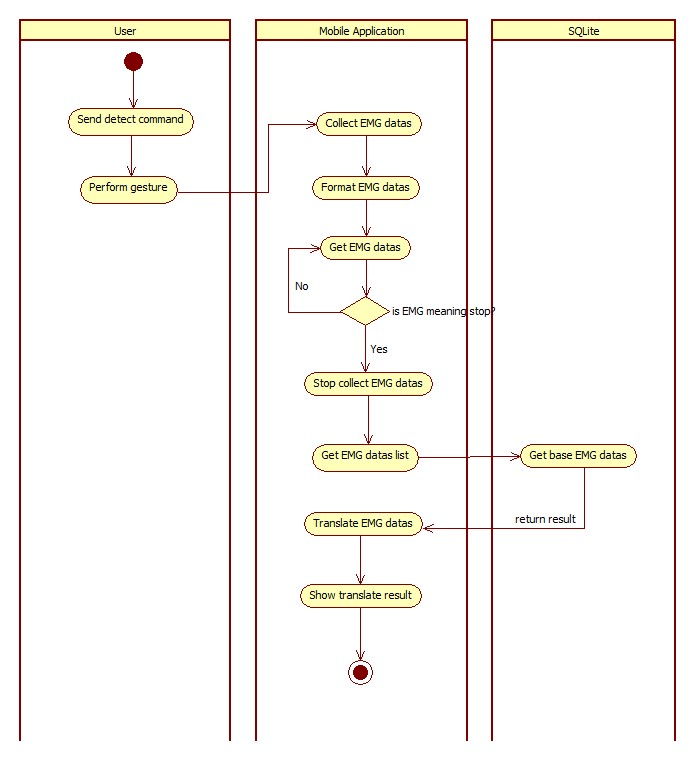 User
Mobile Application
SQLite
Send detect command
Collect EMG datas
Perform gesture
Format EMG datas
Get EMG datas
No
is EMG meaning stop?
Yes
Stop collect EMG datas
Get EMG datas list
Get base EMG datas
return result
Translate EMG datas
Show translate result